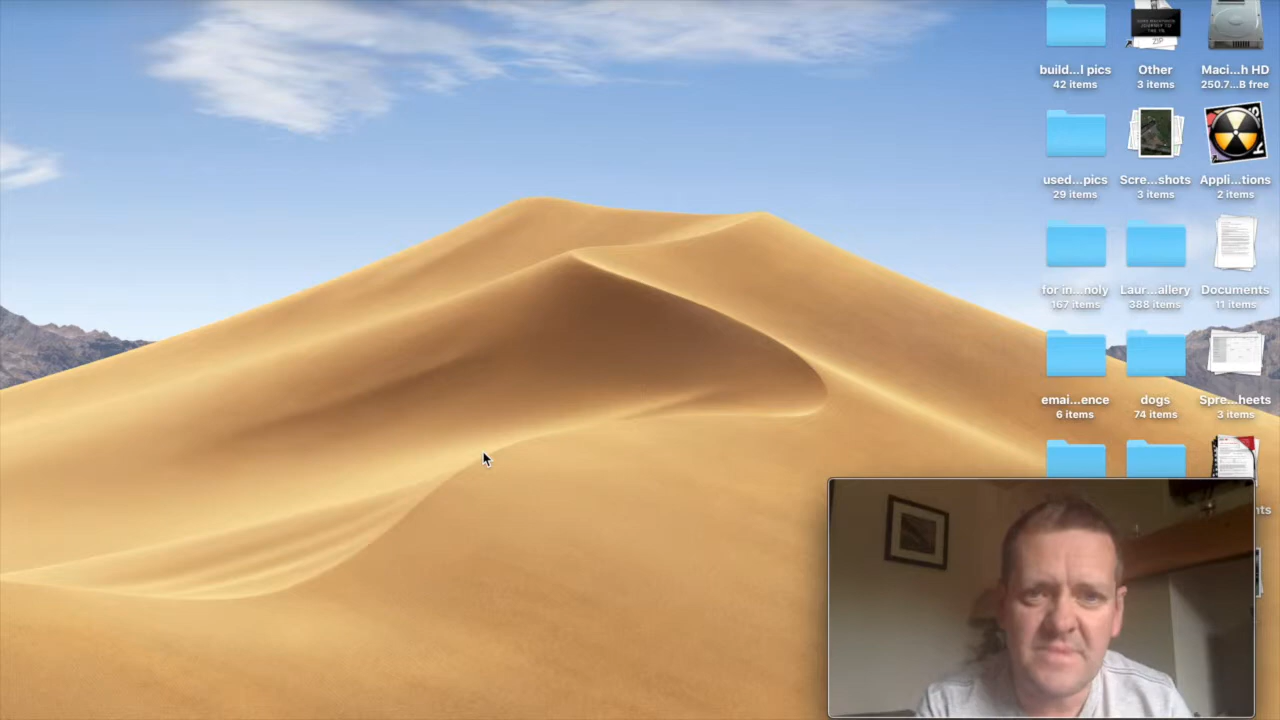 build...l pics
42 items
Other
3 items
Maci...h HD
250.7...B free
used...pics
29 items
Scre...shots
3 items
Appli...tions
2 items
for in...noly
167 items
Laur...allery
388 items
Documents
11 items
emai...ence
6 items
dogs
74 items
Spre...heets
3 items
nts